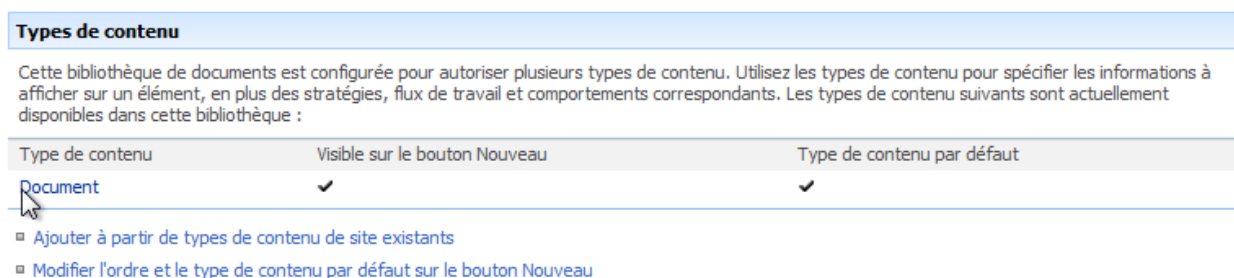 Types de contenu
Cette bibliothèque de documents est configurée pour autoriser plusieurs types de contenu. Utilisez les types de contenu pour spécifier les informations à
afficher sur un élément, en plus des stratégies, flux de travail et comportements correspondants. Les types de contenu suivants sont actuellement
disponibles dans cette bibliothèque :
Type de contenu Visible sur le bouton Nouveau Type de contenu par défaut
Document
Ajouter à partir de types de contenu de site existants
Modifier l'ordre et le type de contenu par défaut sur le bouton Nouveau